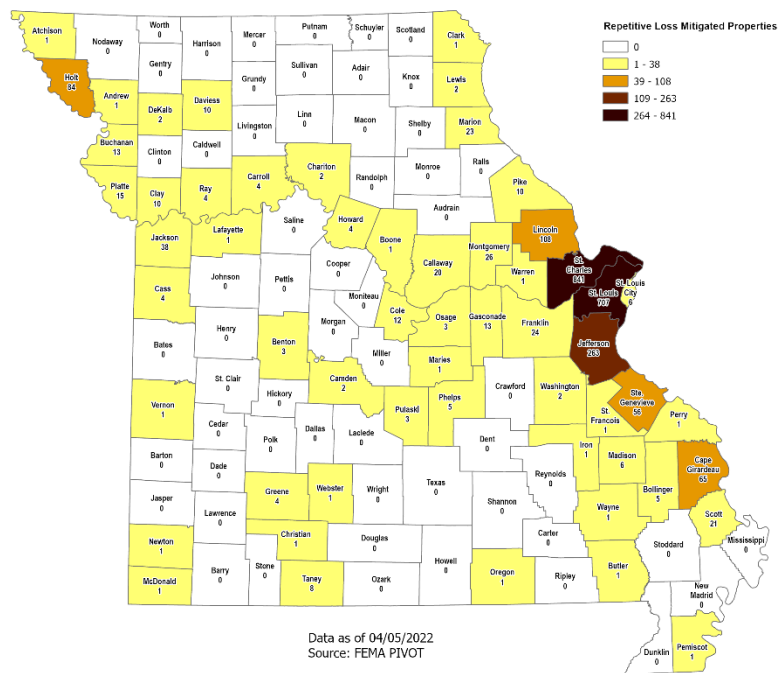 Repetitive Loss Mitigated Properties
0
1 - 38
39 - 108
109 - 263
264 - 841
Atchison
1
Nodaway
0
Worth
0
Gentry
0
Harrison
0
Mercer
0
Putnam
0
Schuyler
0
Scotland
0
Clark
1
Holt
Andrew
1
DeKalb
2
Daviess
10
Grundy
0
Sullivan
0
Adair
0
Knox
0
Lewis
2
Buchanan
13
Clinton
0
Caldwell
0
Livingston
0
Linn
0
Macon
0
Shelby
0
Marion
23
Platte
15
Clay
10
Ray
4
Carroll
4
Chariton
2
Randolph
0
Monroe
0
Ralls
0
Pike
10
Audrain
0
Jackson
38
Lafayette
1
Saline
0
Howard
4
Boone
1
Callaway
20
Montgomery
26
Lincoln
108
Warren
1
St.
Charles
841
St. Louis
707
St. Louis
City
6
Cass
4
Johnson
0
Pettis
0
Cooper
0
Moniteau
0
Cole
12
Osage
3
Gasconade
13
Franklin
24
Jefferson
263
Bates
0
Henry
0
Benton
3
Morgan
0
Miller
0
Maries
1
Vernon
1
St. Clair
0
Hickory
0
Camden
2
Pulaski
3
Phelps
5
Crawford
0
Washington
2
St
Francois
1
Ste
Genevieve
56
Perry
1
Barton
0
Cedar
0
Polk
0
Dallas
0
Laclede
0
Dent
0
Iron
1
Madison
6
Cape
Girardeau
65
Jasper
0
Dade
0
Greene
4
Webster
1
Wright
0
Texas
0
Shannon
0
Reynolds
0
Wayne
1
Bollinger
5
Scott
21
Newton
1
Lawrence
0
Christian
1
Douglas
0
Howell
0
Carter
0
Butler
1
Stoddard
0
Mississippi
0
McDonald
1
Barry
0
Stone
0
Taney
8
Ozark
0
Oregon
1
Ripley
0
New
Madrid
0
Dunklin
0
Pemiscot
1
Data as of 04/05/2022
Source: FEMA PIVOT